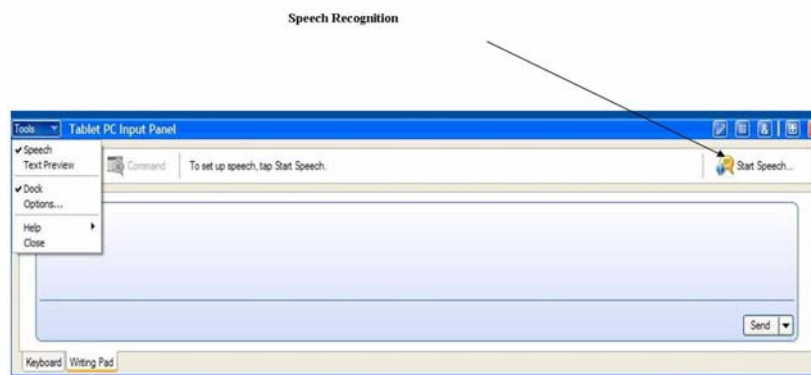 Speech Recognition
Tools Tablet PC Input Panel
Speech
Text Preview
Command To set up speech, tap Start Speech. Start Speech...
Dock
Options...
Help
Close
Send
Keyboard Writing Pad